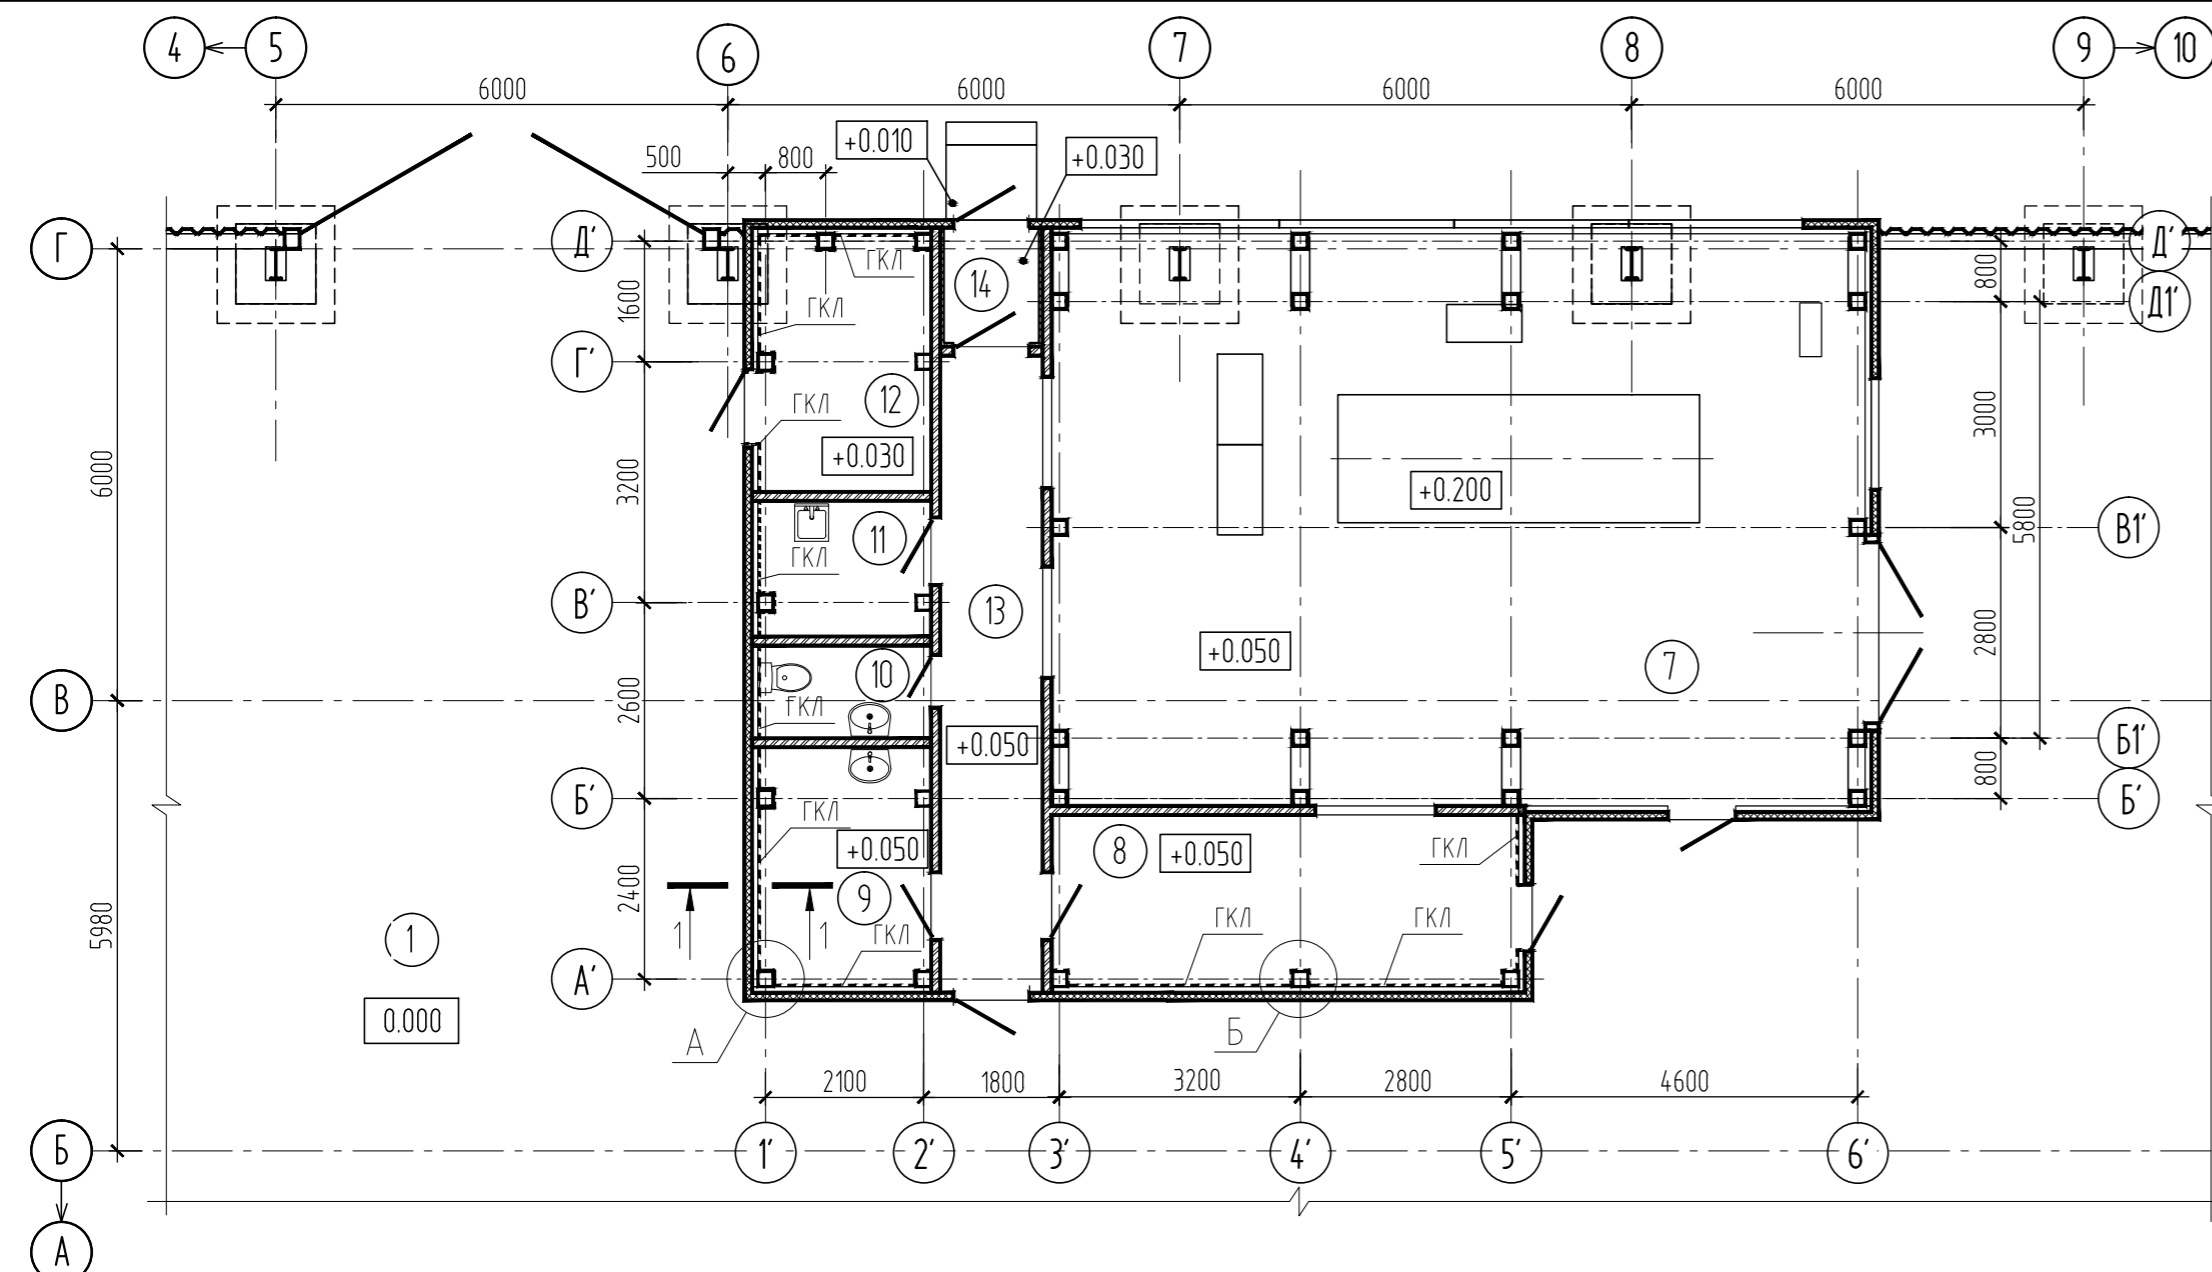 4 5 6 7 8 9 10
6000 6000 6000 6000
500 800 +0.010 +0.030
Г Д' ГКЛ 14 Д'
800
1600 ГКЛ Д1'
Г'
12 ГКЛ
3000
+0.030
6000 3200 +0.200
11 5800 В1'
ГКЛ
В' 13
2800
+0.050 7
10
В 2600 ГКЛ
+0.050 Б1'
800
Б' ГКЛ Б'
+0.050 8 +0.050 ГКЛ
2400 9
5980 1 1 1 ГКЛ ГКЛ ГКЛ
А'
0.000 А Б
2100 1800 3200 2800 4600
Б 1' 2' 3' 4' 5' 6'
А